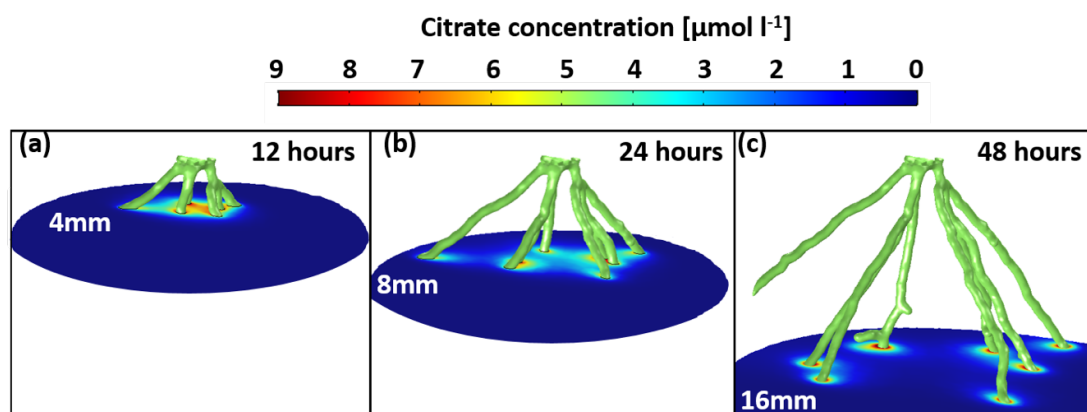 Citrate concentration [µmol l⁻¹]
9 8 7 6 5 4 3 2 1 0
(a) 12 hours
4mm
(b) 24 hours
8mm
(c) 48 hours
16mm